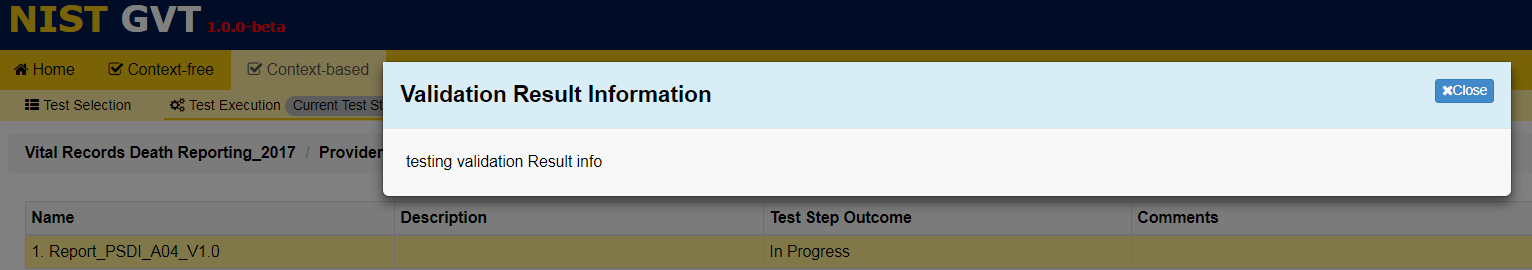 NIST GVT 1.0.0-beta
Home Context-free Context-based
Validation Result Information
Close
Test Selection Test Execution Current Test St
testing validation Result info
Vital Records Death Reporting_2017 / Provider
Name Description Test Step Outcome Comments
1. Report_PSDI_A04_V1.0 In Progress